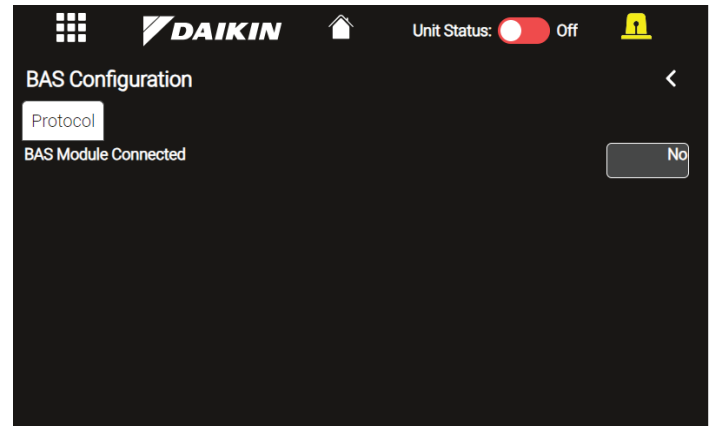 DAIKIN Unit Status: Off
BAS Configuration
Protocol
BAS Module Connected No